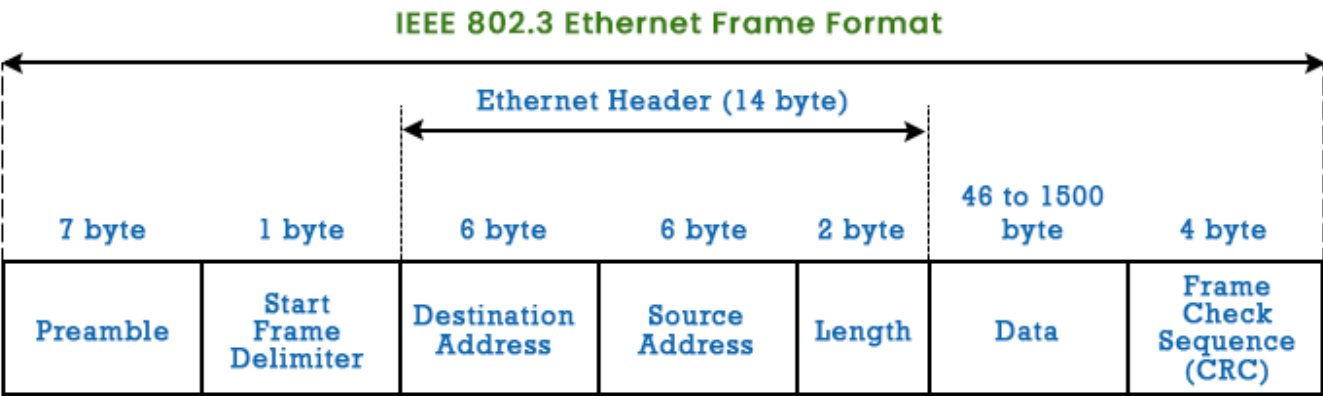 IEEE 802.3 Ethernet Frame Format
Ethernet Header (14 byte)
7 byte
1 byte
6 byte
6 byte
2 byte
46 to 1500
byte
4 byte
Preamble
Start
Frame
Delimiter
Destination
Address
Source
Address
Length
Data
Frame
Check
Sequence
(CRC)